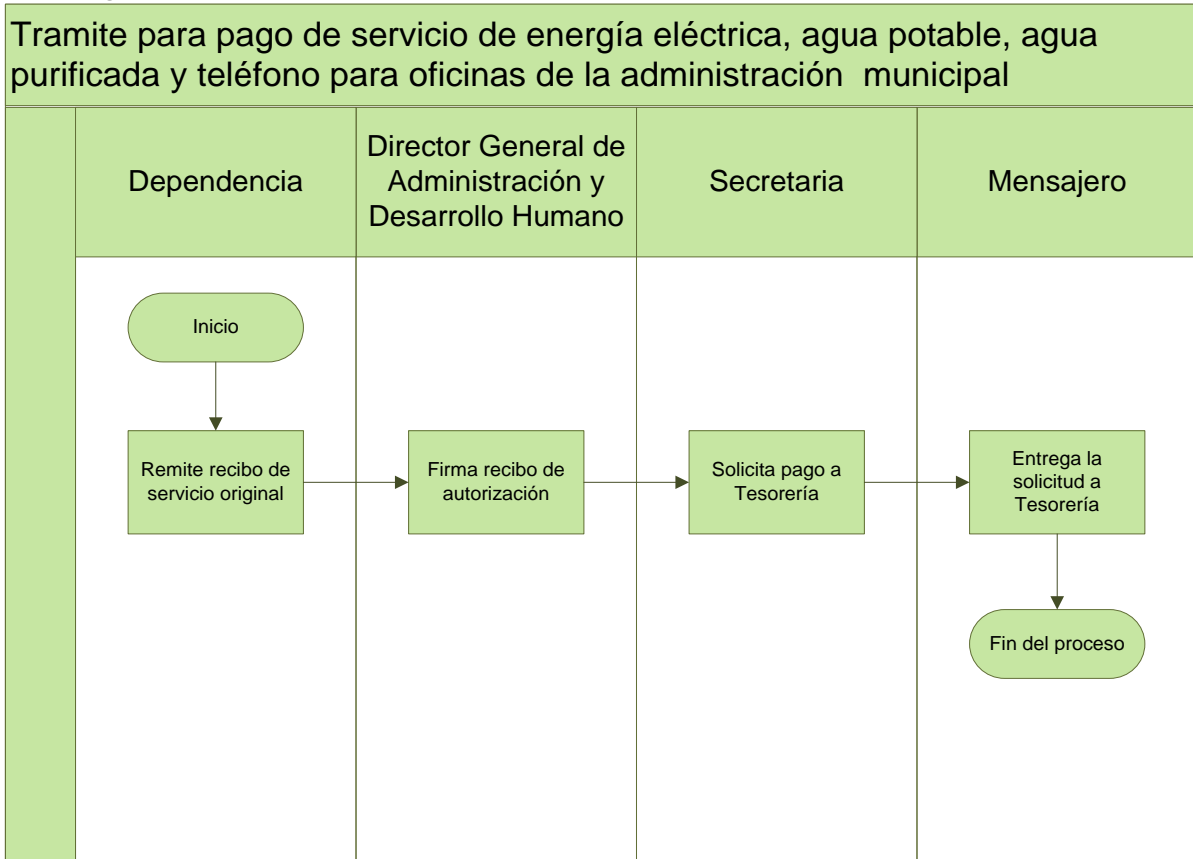 Tramite para pago de servicio de energía eléctrica, agua potable, agua
purificada y teléfono para oficinas de la administración  municipal
Dependencia
Director General de
Administración y
Desarrollo Humano
Secretaria
Mensajero
Inicio
Remite recibo de
servicio original
Firma recibo de
autorización
Solicita pago a
Tesorería
Entrega la
solicitud a
Tesorería
Fin del proceso